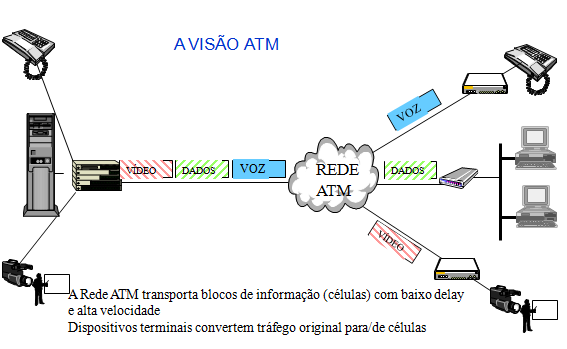 A VISÃO ATM
VOZ
VÍDEO
DADOS
VOZ
REDE
ATM
DADOS
VIDEO
A Rede ATM transporta blocos de informação (células) com baixo delay
e alta velocidade
Dispositivos terminais convertem tráfego original para/de células